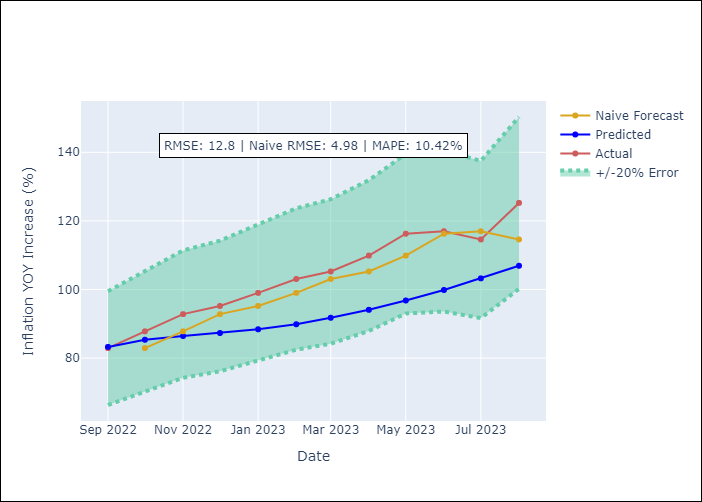 RMSE: 12.8 | Naive RMSE: 4.98 | MAPE: 10.42%
Naive Forecast
Predicted
Actual
+/-20% Error
Inflation YOY Increase (%)
140
120
100
80
Sep 2022
Nov 2022
Jan 2023
Mar 2023
May 2023
Jul 2023
Date